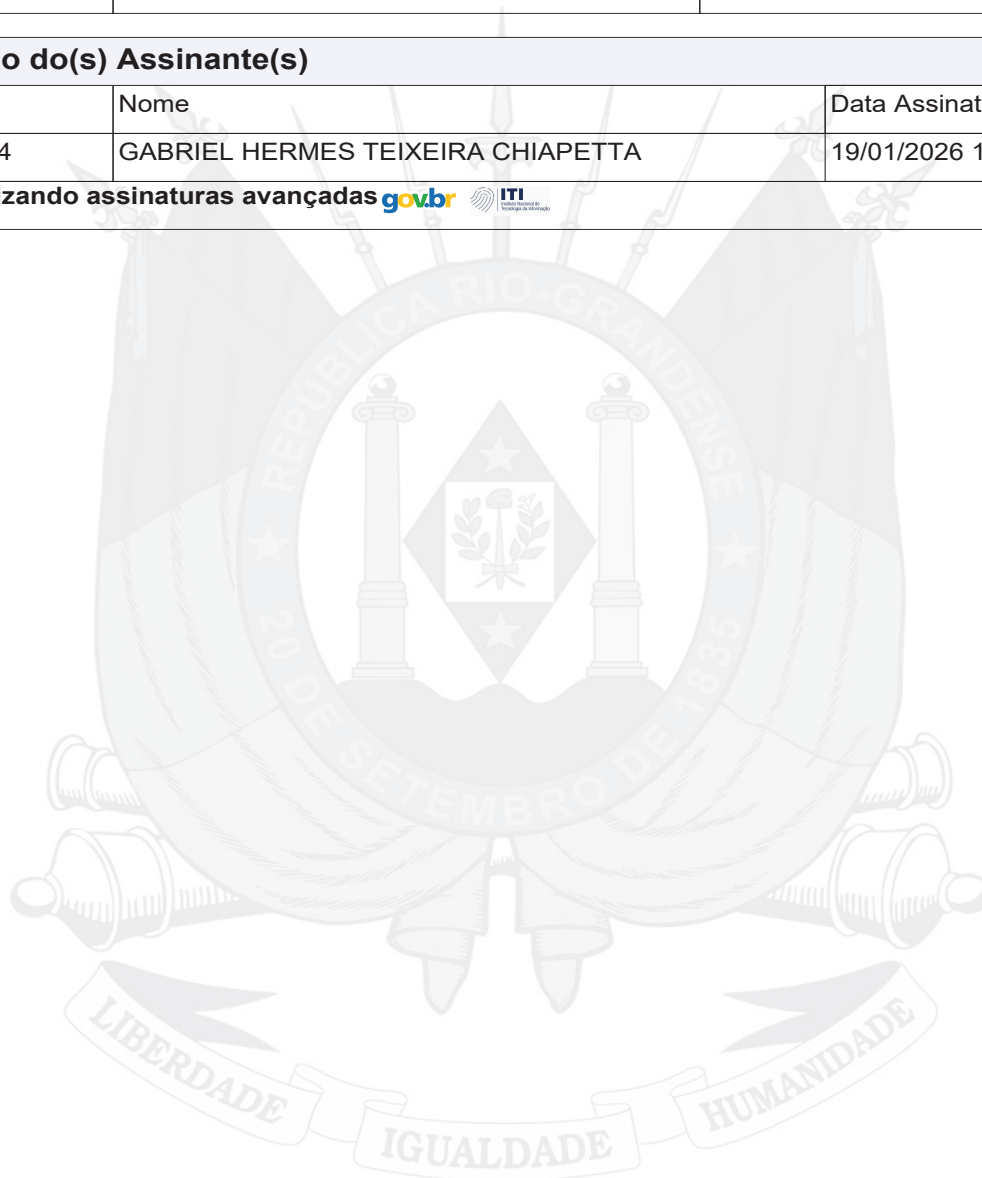 o do(s) Assinante(s)
Nome Data Assinat
4 GABRIEL HERMES TEIXEIRA CHIAPETTA 19/01/2026 1
izando assinaturas avançadas gov.br ITI
REPÚBLICA RIO-GRANDENSE
20 DE SETEMBRO DE 1835
LIBERDADE IGUALDADE HUMANIDADE